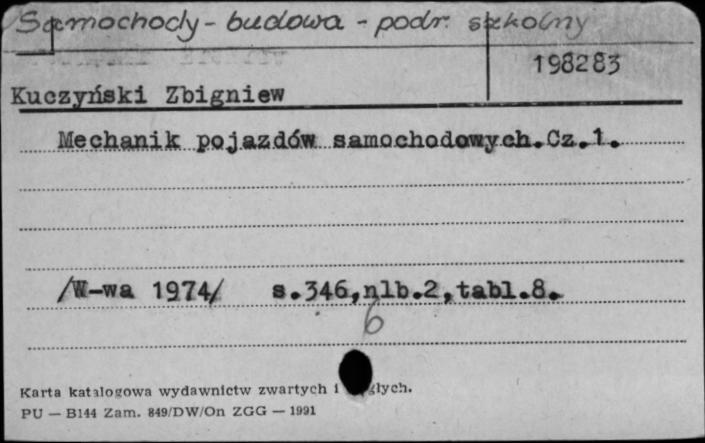 Samochody - budowa - podr. szkolny
198283
Kuczyński Zbigniew
Mechanik pojazdów samochodowych.Cz.1.
/W-wa 1974/ s.346,nlb.2,tabl.8.
6
Karta katalogowa wydawnictw zwartych i
PU — B144 Zam. 849/DW/On ZGG — 1991